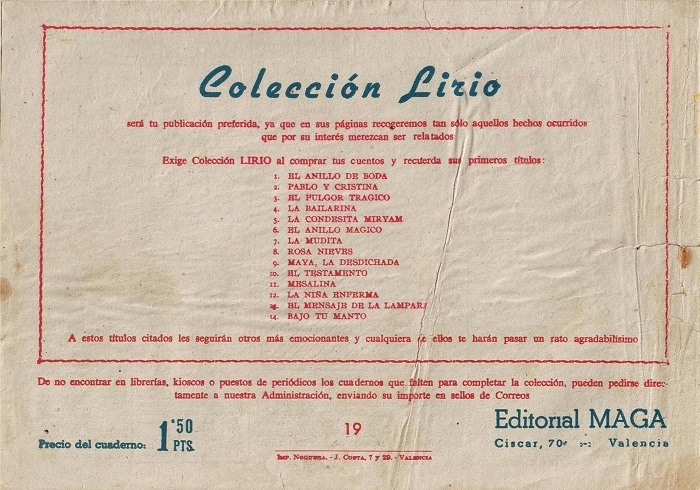 Colección Lirio
será tu publicación preferida, ya que en sus páginas recogeremos tan sólo aquellos hechos ocurridos
que por su interés merezcan ser relatados
Exige Colección LIRIO al comprar tus cuentos y recuerda sus primeros títulos:
1. EL ANILLO DE BODA
2. PABLO Y CRISTINA
3. EL FULGOR TRAGICO
4. LA BAILARINA
5. LA CONDESITA MIRYAM
6. EL ANILLO MAGICO
7. LA MUDITA
8. ROSA NIEVES
9. MAYA, LA DESDICHADA
10. EL TESTAMENTO
11. MESALINA
12. LA NIÑA ENFERMA
EL MENSAJE DE LA LAMPARA
14. BAJO TU MANTO
A estos títulos citados les seguirán otros más emocionantes y cualquiera de ellos te harán pasar un rato agradabilísimo
De no encontrar en librerías, kioscos o puestos de periódicos los cuadernos que falten para completar la colección, pueden pedirse direc-
tamente a nuestra Administración, enviando su importe en sellos de Correos
Precio del cuaderno: 1'50 PTS.
19
IMP. NOGUERA. - J. COSTA, 7 y 29. - VALENCIA
Editorial MAGA
Ciscar, 70 :-: Valencia